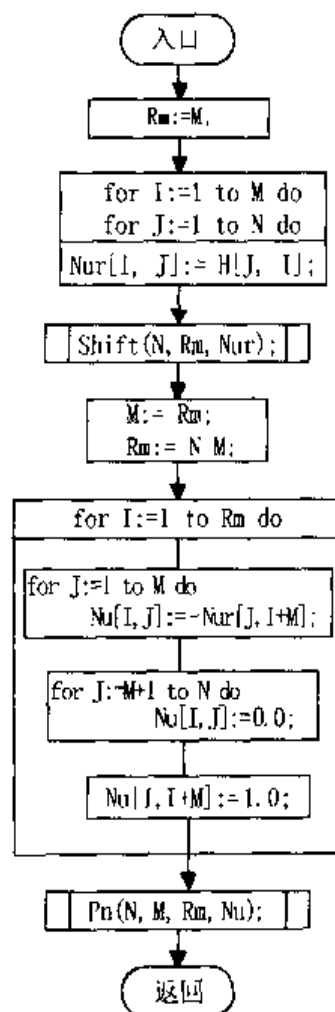 入口
Rm:=M,
for I:=1 to M do
for J:=1 to N do
Nur[I, J]:= H[J, I];
Shift(N, Rm, Nur);
M:= Rm;
Rm:= N M;
for I:=1 to Rm do
for J:=1 to M do
Nu[I,J]:=-Nur[J,I+M];
for J:=M+1 to N do
Nu[I,J]:=0.0;
Nu[J,I+M]:=1.0;
Pn(N, M, Rm, Nu);
返回